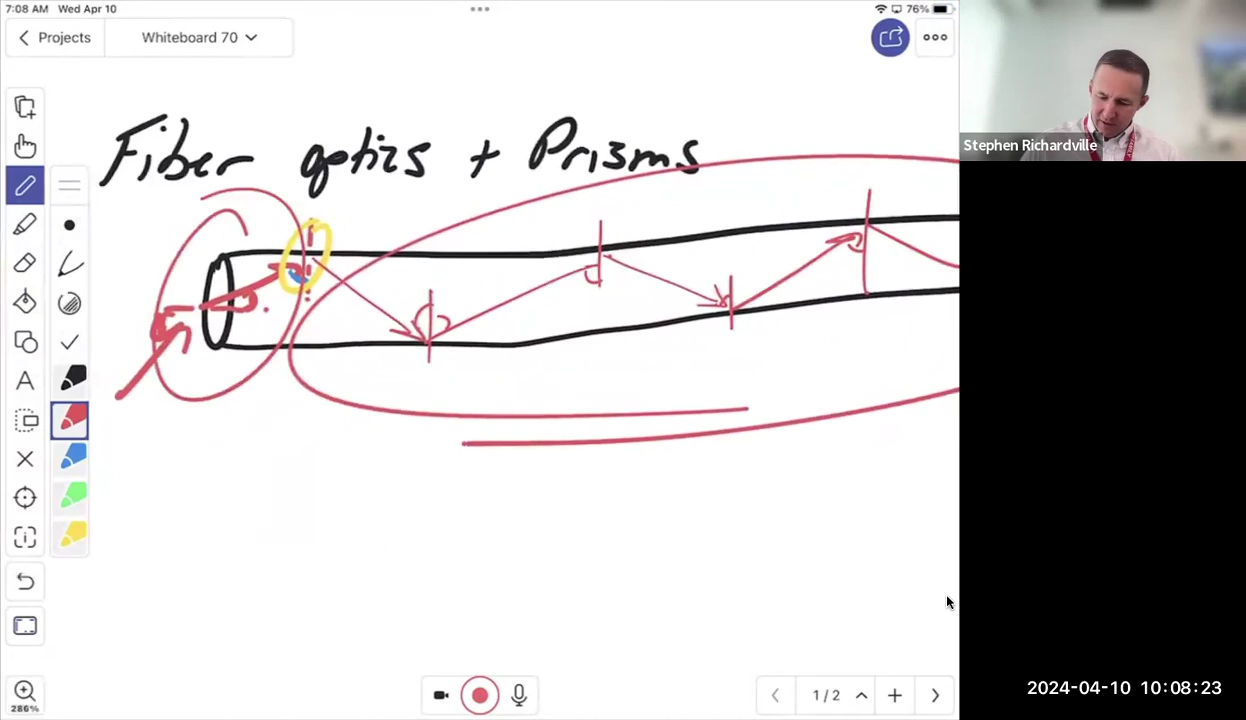 7:08 AM Wed Apr 10
76%
Projects
Whiteboard 70
Fiber optics + Prisms
Stephen Richardville
A
286%
1 / 2
2024-04-10 10:08:23